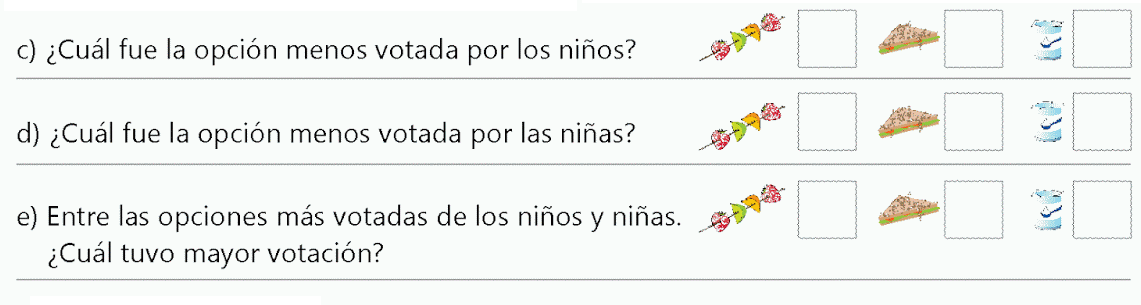 c) ¿Cuál fue la opción menos votada por los niños?
d) ¿Cuál fue la opción menos votada por las niñas?
e) Entre las opciones más votadas de los niños y niñas.
¿Cuál tuvo mayor votación?